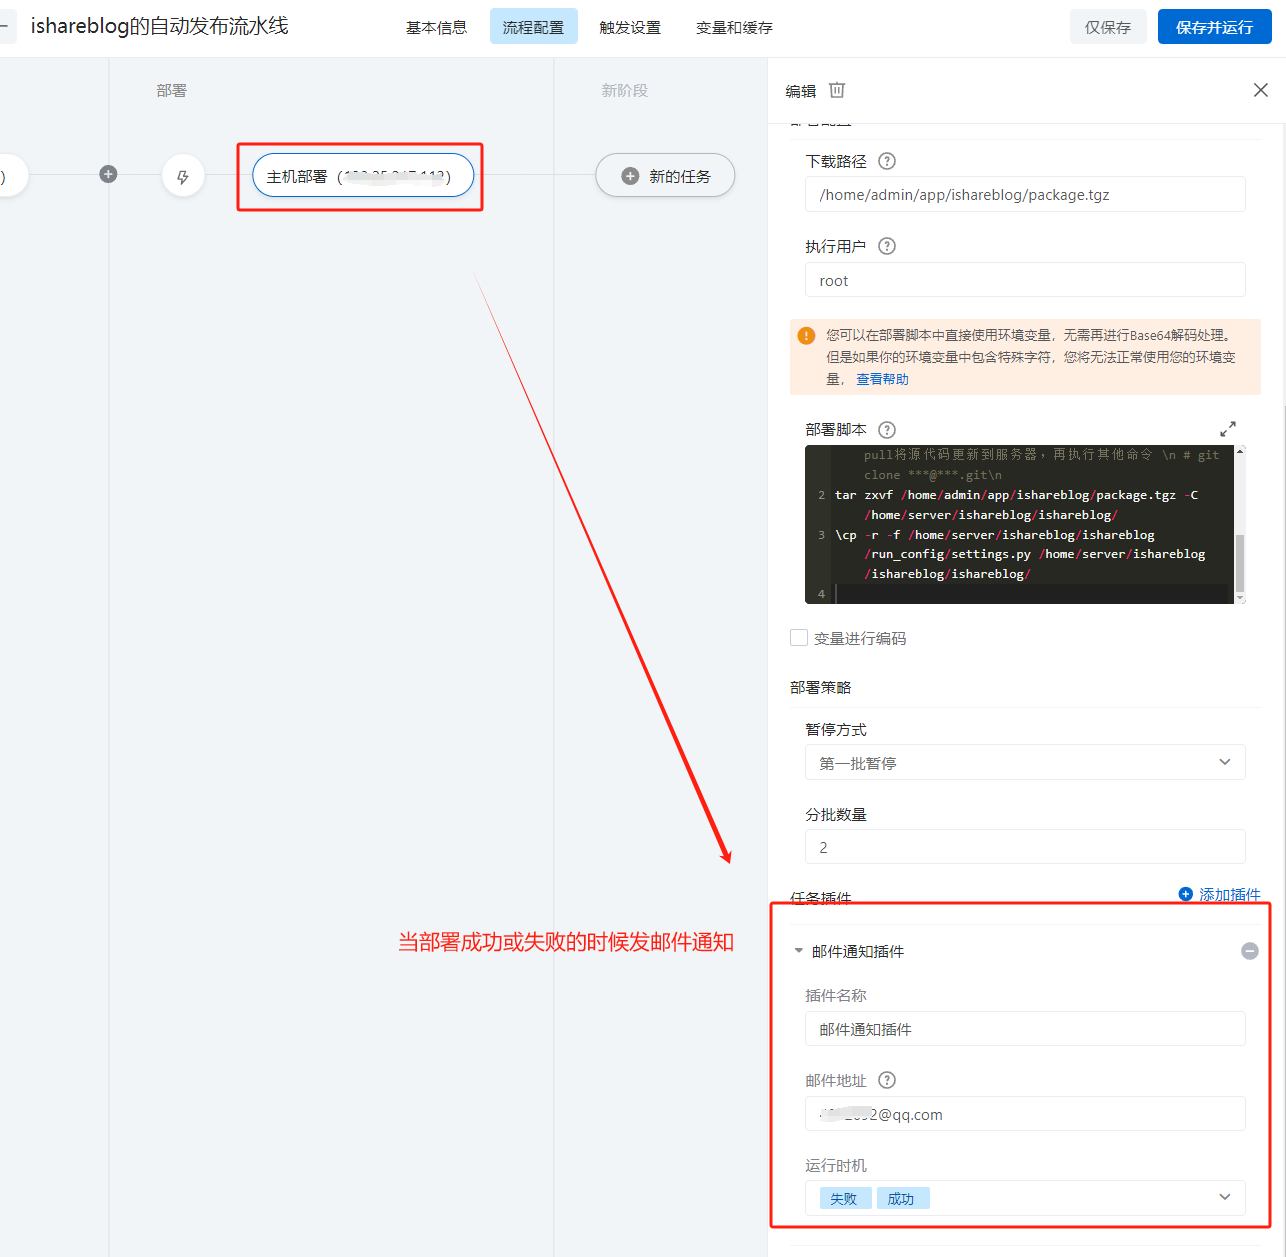 ishareblog的自动发布流水线
基本信息
流程配置
触发设置
变量和缓存
仅保存
保存并运行
部署
新阶段
编辑
)
主机部署（
）
新的任务
下载路径
/home/admin/app/ishareblog/package.tgz
执行用户
root
您可以在部署脚本中直接使用环境变量，无需再进行Base64解码处理。
但是如果你的环境变量中包含特殊字符，您将无法正常使用您的环境变
量， 查看帮助
部署脚本
pull将源代码更新到服务器，再执行其他命令 \n # git
clone ***@***.git\n
2 tar zxvf /home/admin/app/ishareblog/package.tgz -C
/home/server/ishareblog/ishareblog/
3 \cp -r -f /home/server/ishareblog/ishareblog
/run_config/settings.py /home/server/ishareblog
/ishareblog/ishareblog/
4
变量进行编码
部署策略
暂停方式
第一批暂停
分批数量
2
任务插件
添加插件
当部署成功或失败的时候发邮件通知
邮件通知插件
插件名称
邮件通知插件
邮件地址
2@qq.com
运行时机
失败 成功